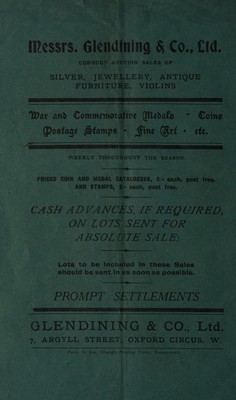 Messrs. Glendining & Co., Ltd.
CONDUCT AUCTION SALES OF
SILVER, JEWELLERY, ANTIQUE
FURNITURE, VIOLINS
War and Commemorative Medals - Coins
Postage Stamps - Fine Art - etc.
WEEKLY THROUGHOUT THE SEASON.
PRICED COIN AND MEDAL CATALOGUES, each, post free.
AND STAMPS, each, post free.
CASH ADVANCES, IF REQUIRED,
ON LOTS SENT FOR
ABSOLUTE SALE.
Lots to be included in these Sales
should be sent in as soon as possible.
PROMPT SETTLEMENTS
GLENDINING & CO., Ltd.
7, ARGYLL STREET, OXFORD CIRCUS, W.